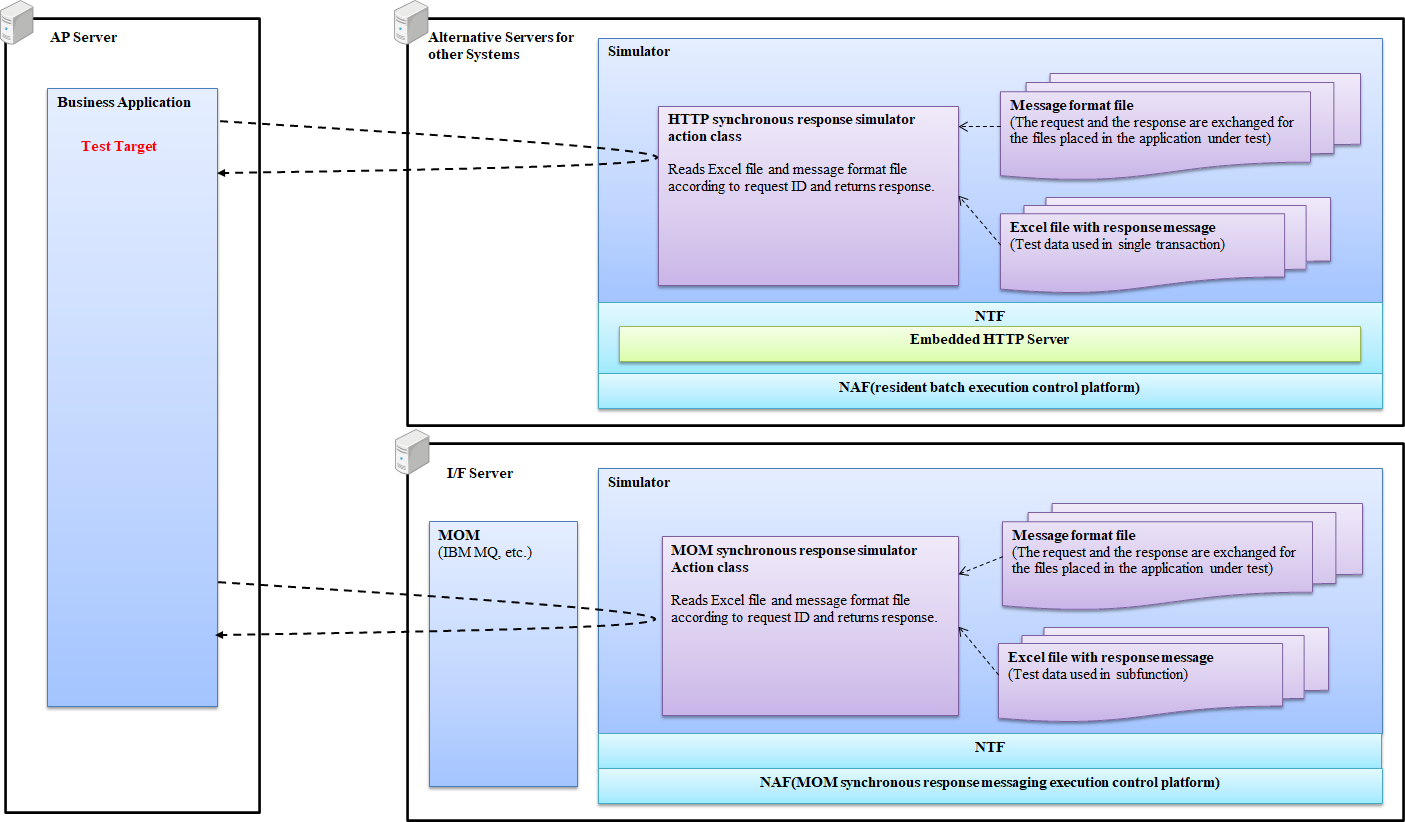 AP Server
Business Application
Test Target
Alternative Servers for
other Systems
Simulator
HTTP synchronous response simulator
action class
Reads Excel file and message format file
according to request ID and returns response.
Message format file
(The request and the response are exchanged for
the files placed in the application under test)
Excel file with response message
(Test data used in single transaction)
NTF
Embedded HTTP Server
NAF(resident batch execution control platform)
I/F Server
MOM
(IBM MQ, etc.)
Simulator
MOM synchronous response simulator
Action class
Reads Excel file and message format file
according to request ID and returns response.
Message format file
(The request and the response are exchanged for
the files placed in the application under test)
Excel file with response message
(Test data used in subfunction)
NTF
NAF(MOM synchronous response messaging execution control platform)